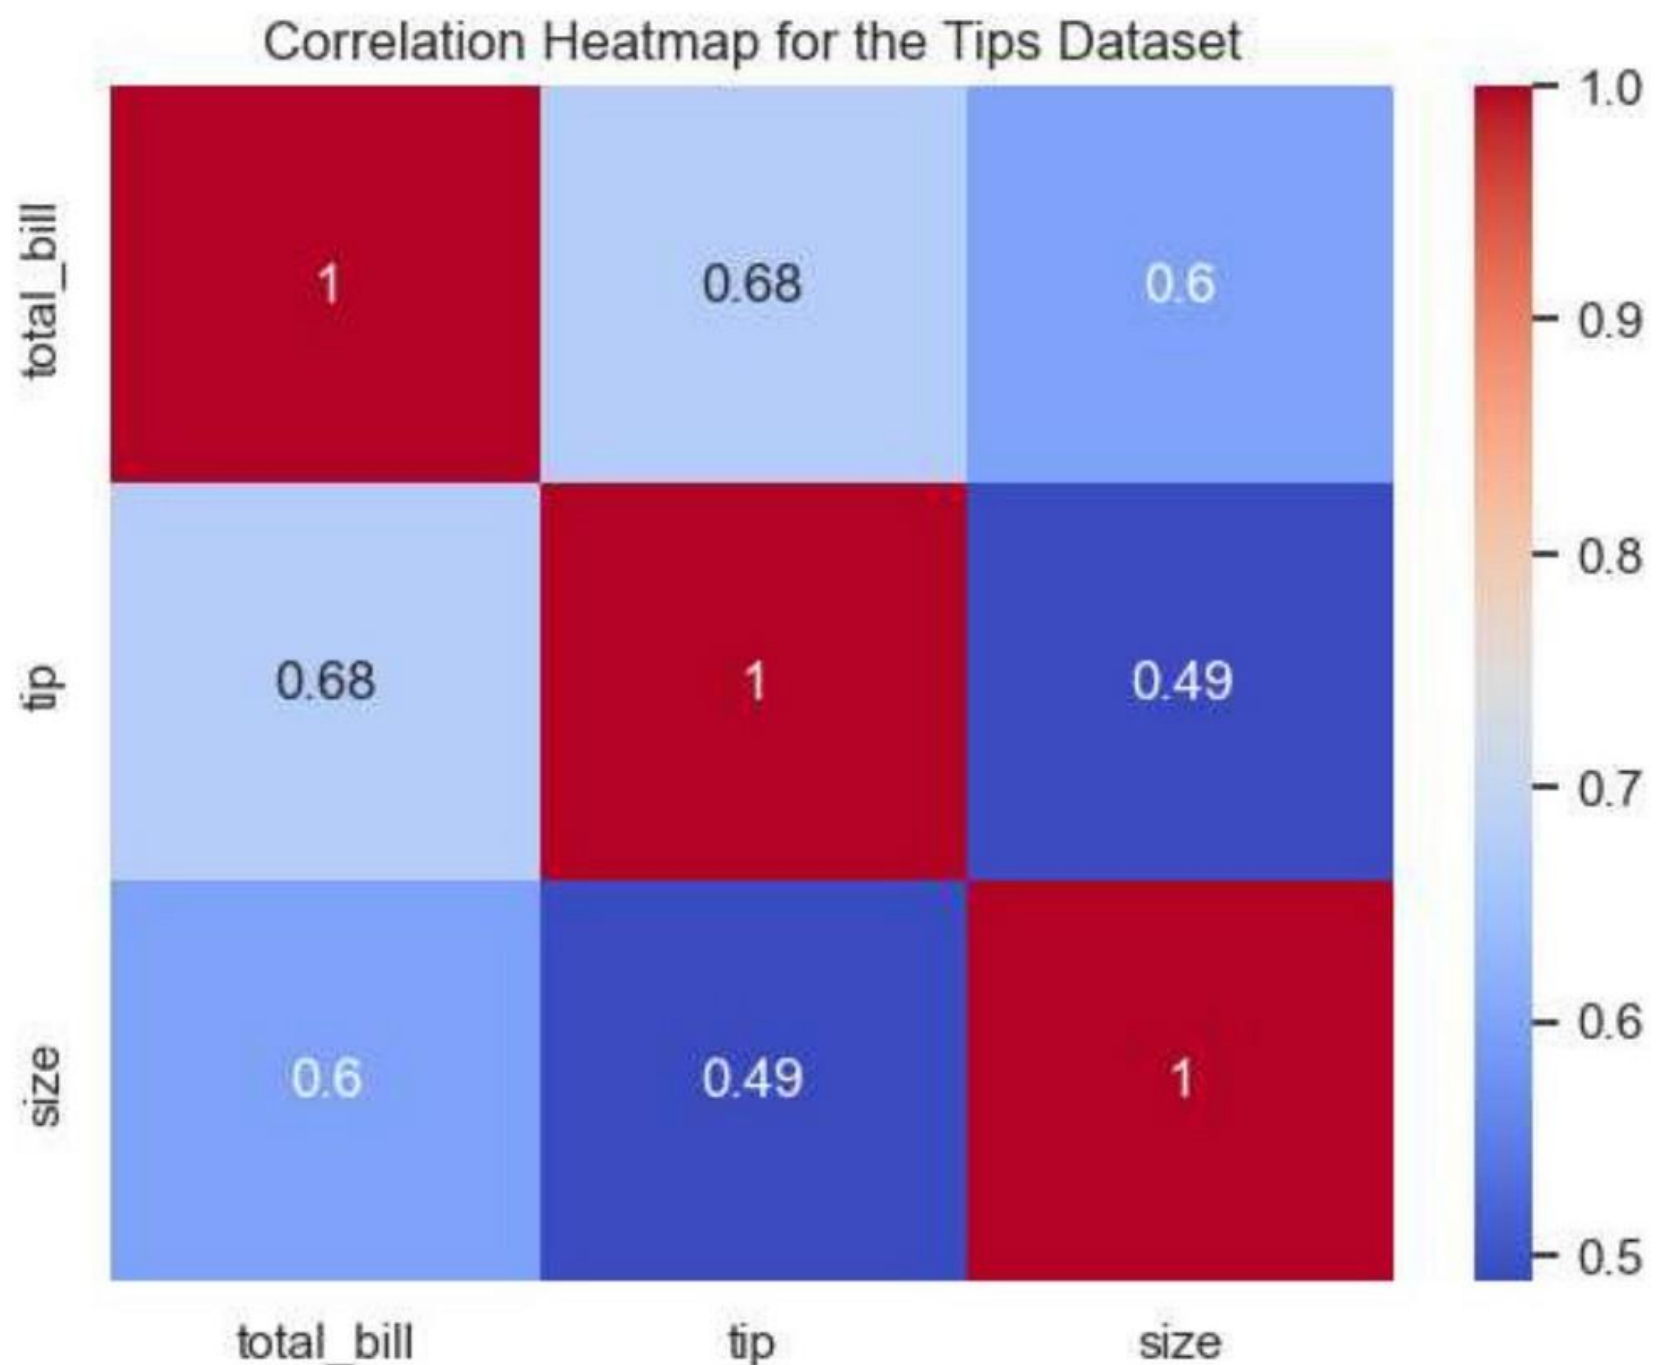 Correlation Heatmap for the Tips Dataset
total_bill
1
0.68
0.6
tip
0.68
1
0.49
size
0.6
0.49
1
total_bill
tip
size
1.0
0.9
0.8
0.7
0.6
0.5